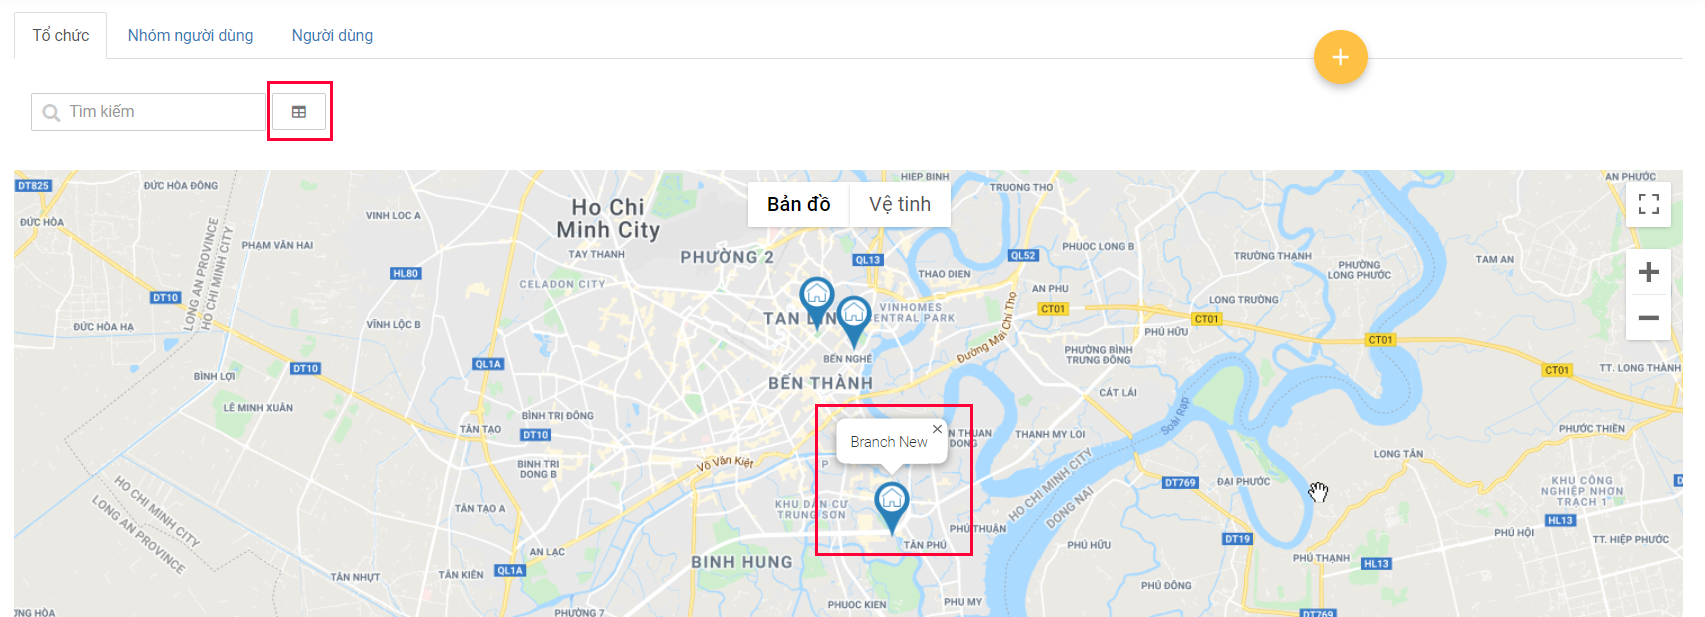 Tổ chức
Nhóm người dùng
Người dùng
+
Tìm kiếm
DT825
ĐỨC HÒA ĐÔNG
HIEP BINH
TRUONG THO
AN PHƯỚC
Bản đồ
Vệ tinh
Ho Chi
Minh City
ĐỨC HÒA
VINH LOC A
PHẠM VĂN HAI
LONG AN PROVINCE
HO CHI MINH CITY
TAY THANH
PHƯỜNG 2
QL13
QL52
PHUOC LONG B
TRƯỜNG THẠNH
PHƯỜNG
LONG PHƯỚC
TAM AN
HL80
THAO DIEN
CELADON CITY
AN PHU
DT10
LONG TRƯỜNG
VINHOMES
CENTRAL PARK
CT01
CT01
TAN
ĐỨC HÒA HẠ
VĨNH LỘC B
PHÚ HỮU
CT01
Đường Mai Chí Thọ
BẾN NGHÉ
PHƯỜNG BÌNH
TRƯNG ĐÔNG
QL1A
DT10
BÌNH LỢI
BẾN THÀNH
CT01
TT. LONG THÀNH
CÁT LÁI
LÊ MINH XUÂN
BÌNH TRỊ ĐÔNG
Soài Rạp
TÂN TẠO
DT10
Branch New
N THUAN
DONG
THANH MY LOI
PHƯỚC THIỀN
LONG TÂN
BINH TRI
DONG B
Võ Văn Kiệt
P
HO CHI MINH CITY
DONG NAI
DT769
ĐẠI PHƯỚC
KHU CÔNG
NGHIỆP NHƠN
TRẠCH 1
D
HO CHI MINH CITY
LONG AN PROVINCE
TÂN TẠO A
KHU DÂN CƯ
TRUNG SƠN
PHÚ THUẬN
HL13
PHÚ HỘI
DT19
TT. HIỆP PHƯỚC
TÂN PHÚ
PHÚ HỮU
AN LẠC
BINH HUNG
PHÚ THẠNH
HL13
QL1A
TÂN NHỰT
TÂN KIÊN
PHÚ ĐÔNG
PHUOC KIEN
PHU MY
ỢNG HÒA
PHƯỜNG 7
DT769